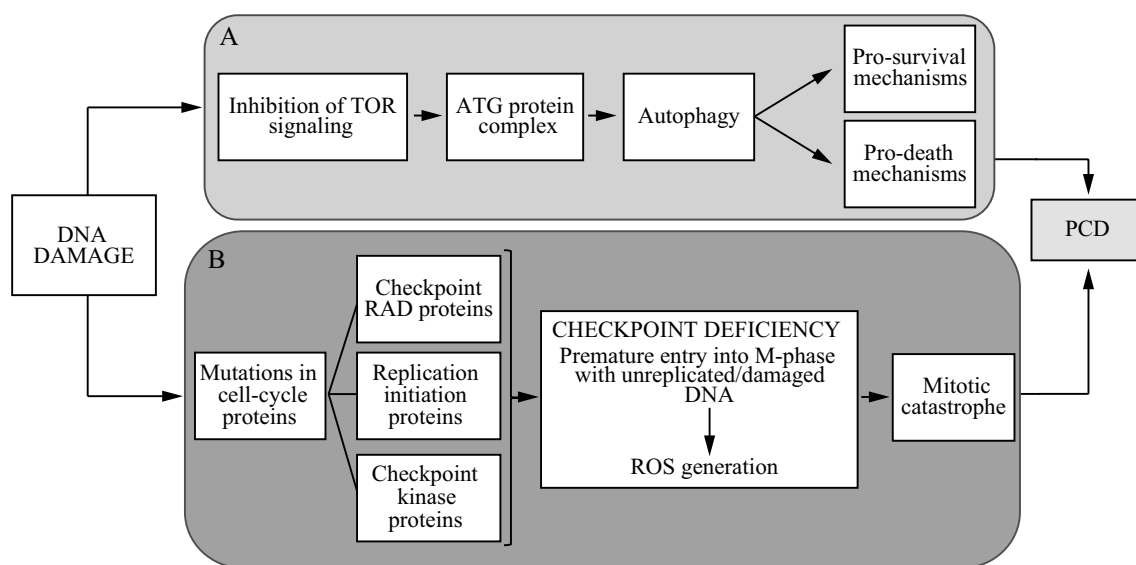 A
Inhibition of TOR
signaling
ATG protein
complex
Autophagy
Pro-survival
mechanisms
Pro-death
mechanisms
DNA
DAMAGE
PCD
B
Mutations in
cell-cycle
proteins
Checkpoint
RAD proteins
Replication
initiation
proteins
Checkpoint
kinase
proteins
CHECKPOINT DEFICIENCY
Premature entry into M-phase
with unreplicated/damaged
DNA
ROS generation
Mitotic
catastrophe